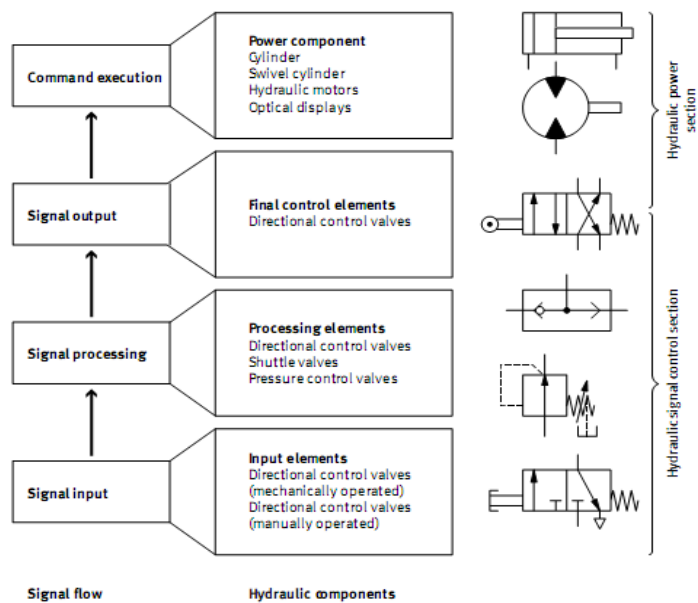 Command execution
Power component
Cylinder
Swivel cylinder
Hydraulic motors
Optical displays
Hydraulic power
section
Signal output
Final control elements
Directional control valves
Signal processing
Processing elements
Directional control valves
Shuttle valves
Pressure control valves
Hydraulic signal control section
Signal input
Input elements
Directional control valves
(mechanically operated)
Directional control valves
(manually operated)
Signal flow
Hydraulic components